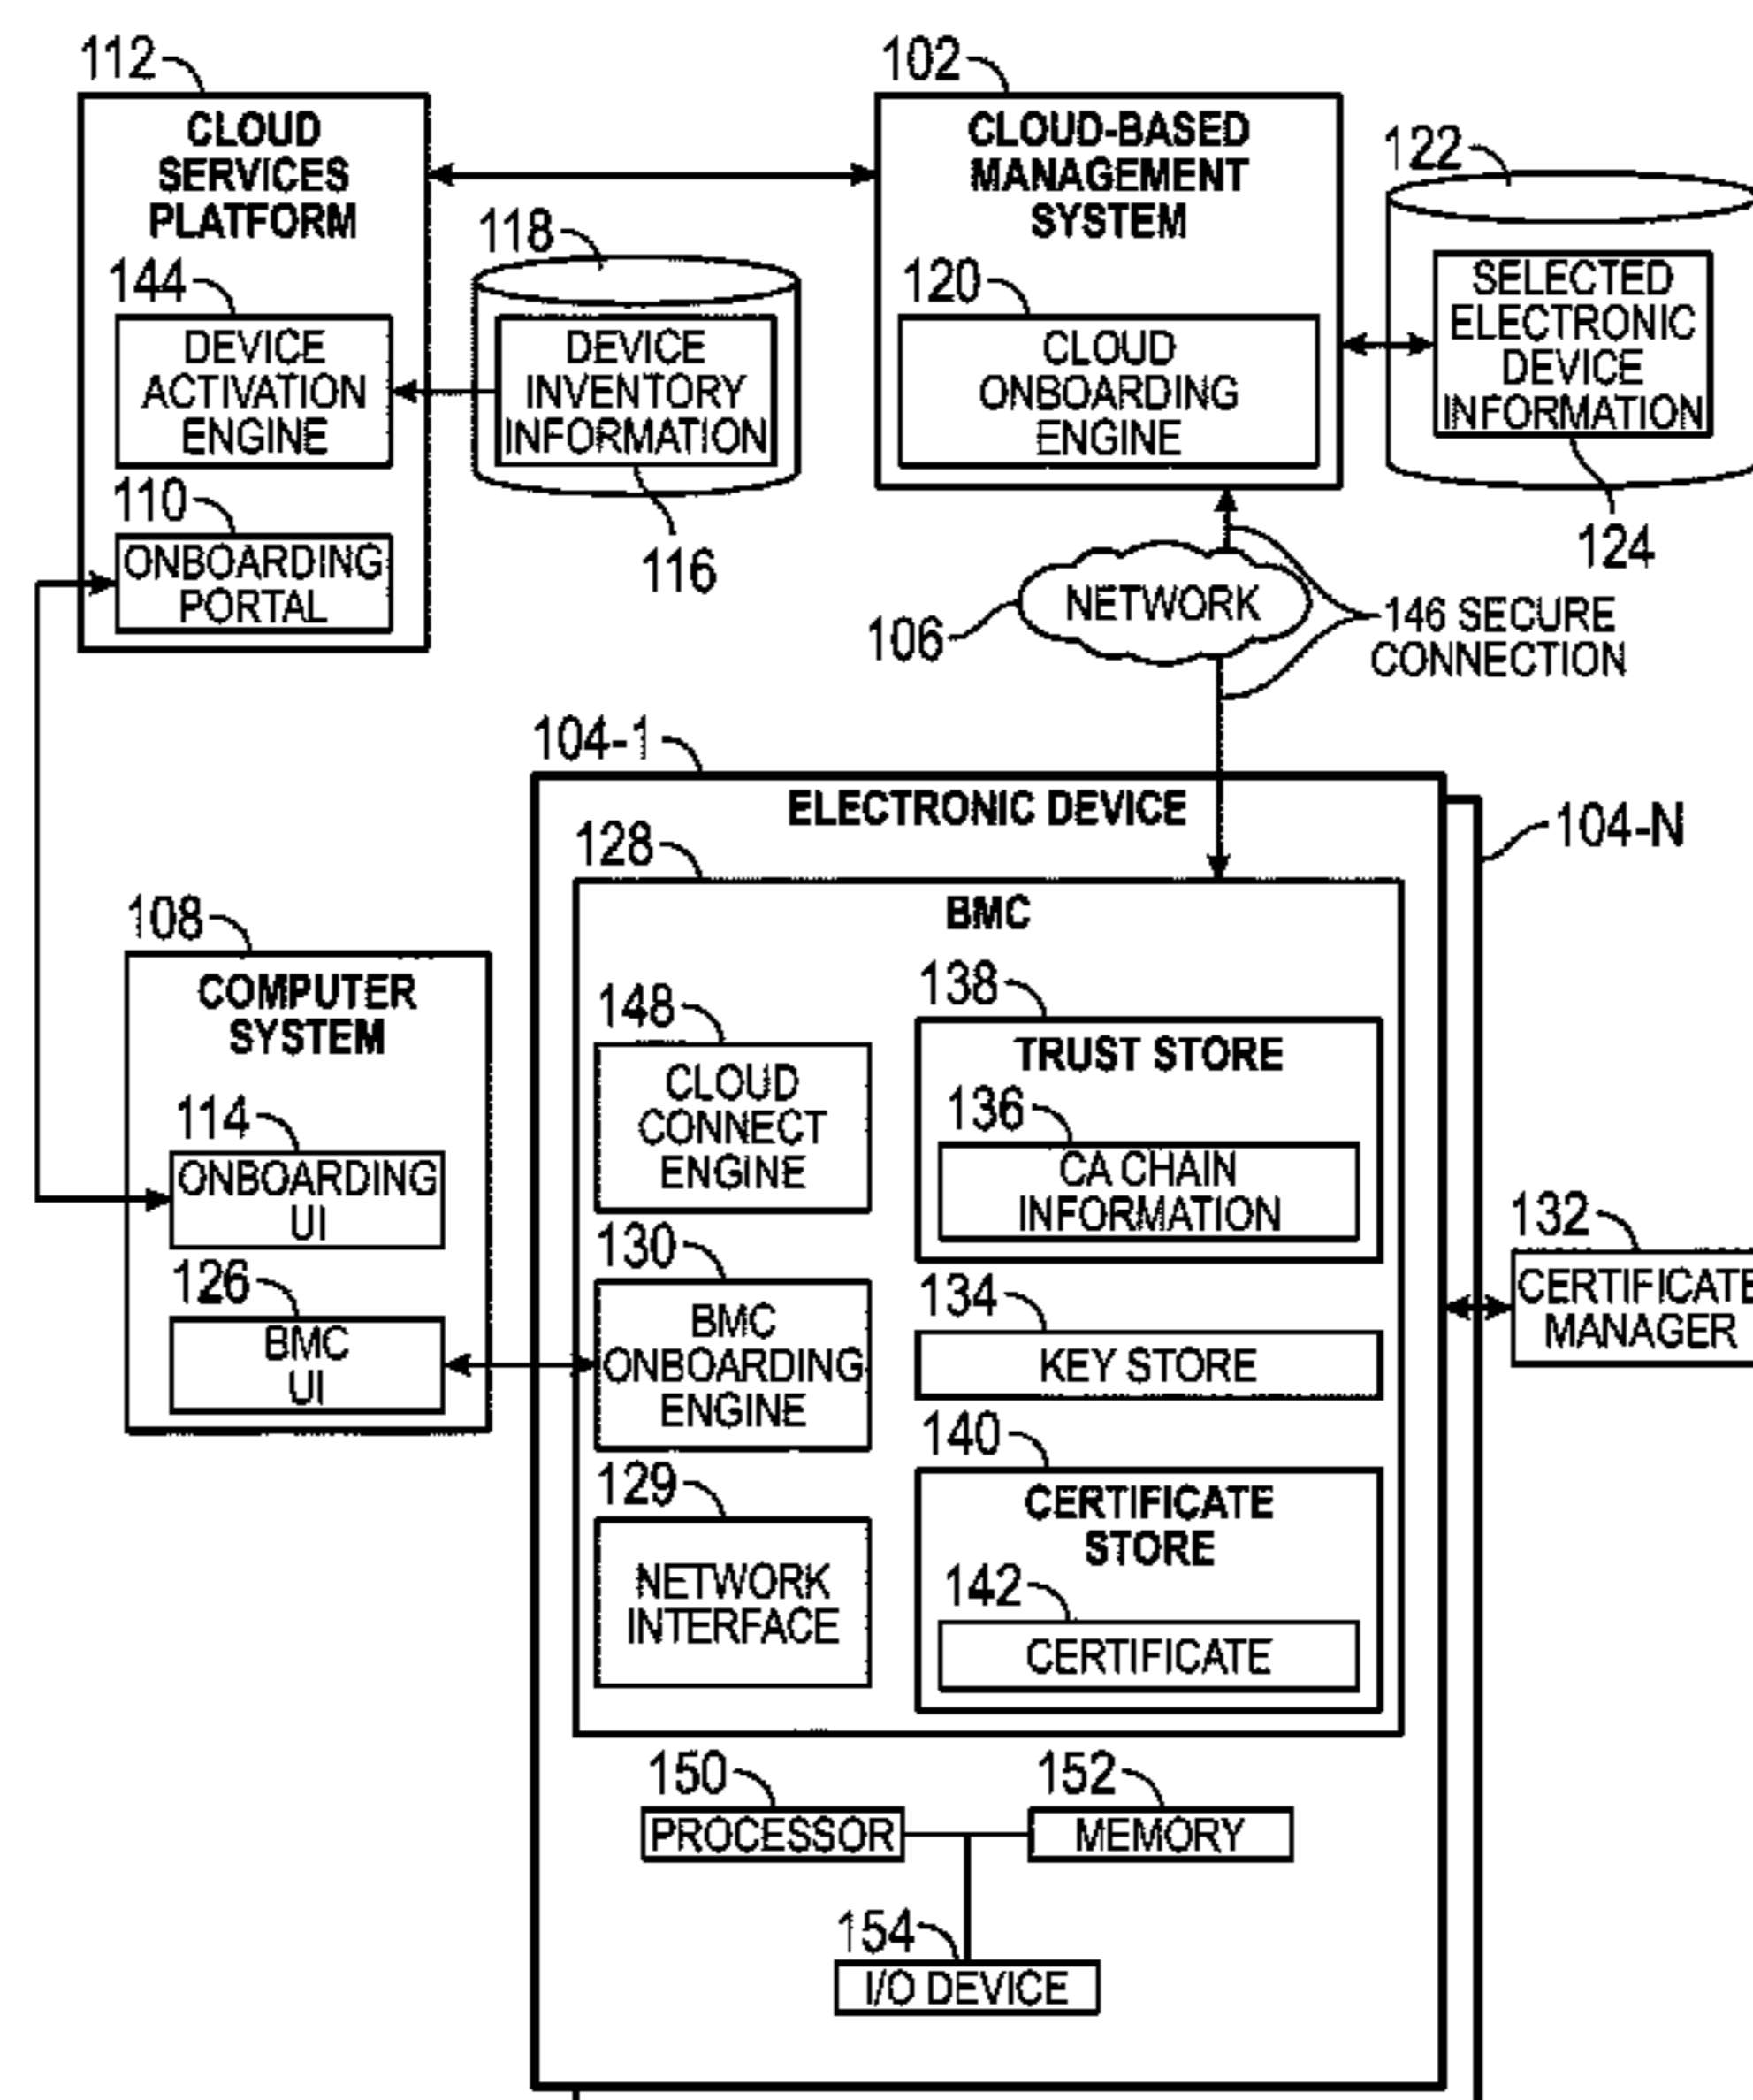 112
CLOUD
SERVICES
PLATFORM
144
DEVICE
ACTIVATION
ENGINE
110
ONBOARDING
PORTAL
118
DEVICE
INVENTORY
INFORMATION
116
102
CLOUD-BASED
MANAGEMENT
SYSTEM
120
CLOUD
ONBOARDING
ENGINE
122
SELECTED
ELECTRONIC
DEVICE
INFORMATION
124
NETWORK
106
146 SECURE
CONNECTION
104-1
ELECTRONIC DEVICE
104-N
128
BMC
108
COMPUTER
SYSTEM
114
ONBOARDING
UI
126
BMC
UI
148
CLOUD
CONNECT
ENGINE
130
BMC
ONBOARDING
ENGINE
129
NETWORK
INTERFACE
138
TRUST STORE
136
CA CHAIN
INFORMATION
134
KEY STORE
140
CERTIFICATE
STORE
142
CERTIFICATE
132
CERTIFICATE
MANAGER
150
PROCESSOR
152
MEMORY
154
I/O DEVICE